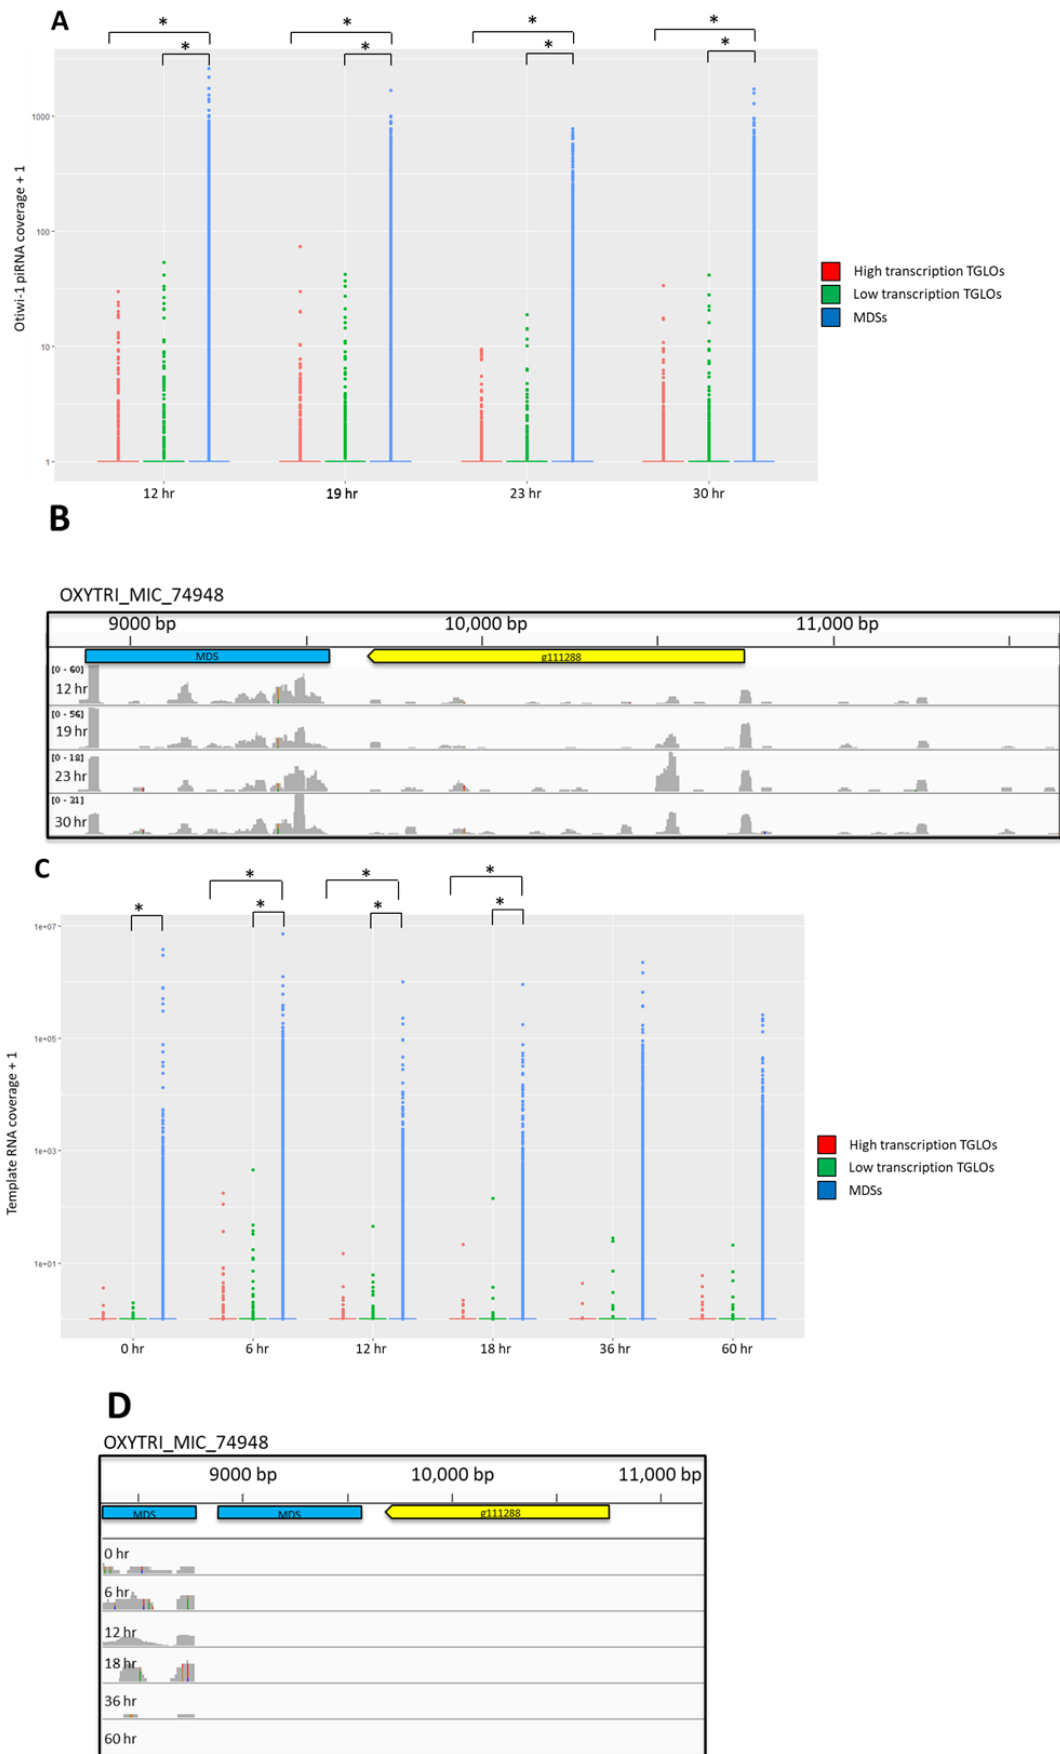 A
* * * *
* * * *
1000
100
10
1
Otiwi-1 piRNA coverage + 1
12 hr 19 hr 23 hr 30 hr
High transcription TGLOs
Low transcription TGLOs
MDSs
B
OXYTRI_MIC_74948
9000 bp 10,000 bp 11,000 bp
MDS g111288
[0 - 60]
12 hr
[0 - 56]
19 hr
[0 - 18]
23 hr
[0 - 31]
30 hr
C
* * *
* * * *
1e+07
1e+05
1e+03
1e+01
Template RNA coverage + 1
0 hr 6 hr 12 hr 18 hr 36 hr 60 hr
High transcription TGLOs
Low transcription TGLOs
MDSs
D
OXYTRI_MIC_74948
9000 bp 10,000 bp 11,000 bp
MDS MDS g111288
0 hr
6 hr
12 hr
18 hr
36 hr
60 hr